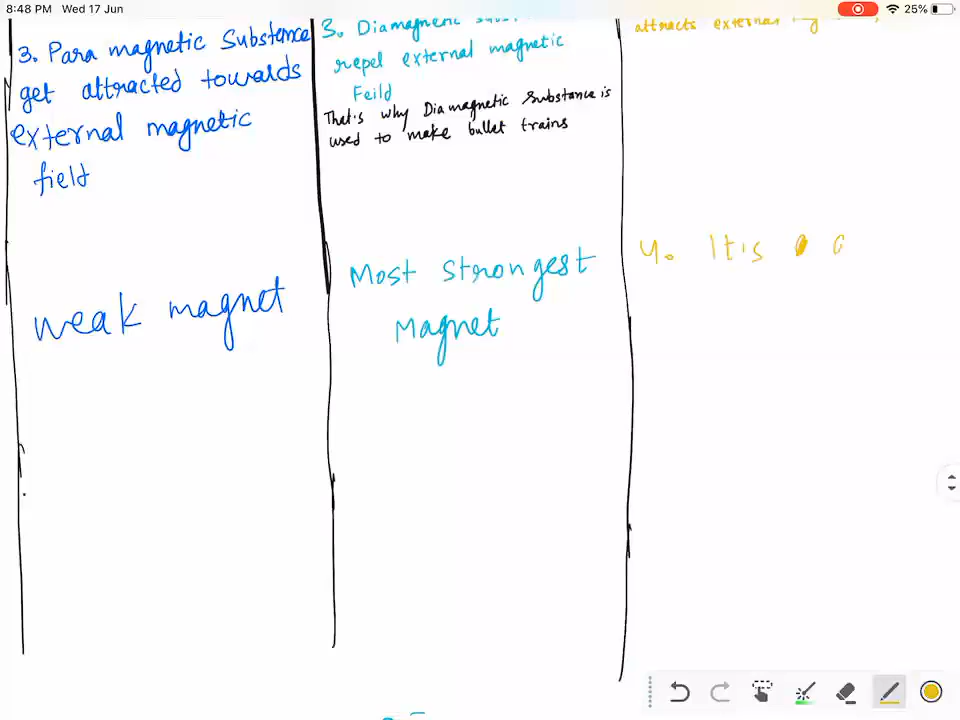 8:48 PM Wed 17 Jun
25%
3. Para magnetic Substence
get attracted towards
external magnetic
field
weak magnet
3. Diamagnetic
repel external magnetic
Feild
That's why Diamagnetic Substance is
used to make bullet trains
Most strongest
Magnet
attracts external
4. It's